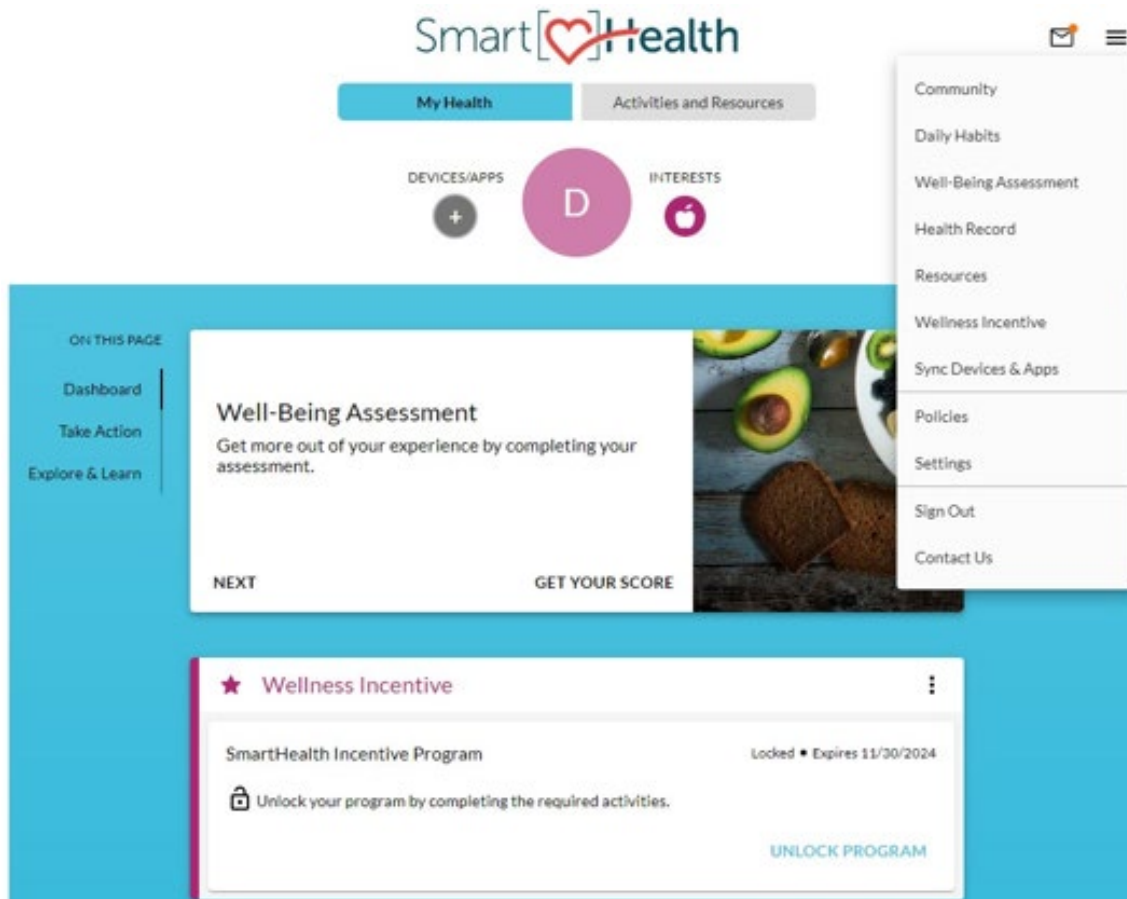 Smart Health
My Health
Activities and Resources
DEVICES/APPS
D
INTERESTS
Community
Daily Habits
Well-Being Assessment
Health Record
Resources
Wellness Incentive
Sync Devices & Apps
Policies
Settings
Sign Out
Contact Us
ON THIS PAGE
Dashboard
Take Action
Explore & Learn
Well-Being Assessment
Get more out of your experience by completing your
assessment.
NEXT
GET YOUR SCORE
Wellness Incentive
SmartHealth Incentive Program
Locked • Expires 11/30/2024
Unlock your program by completing the required activities.
UNLOCK PROGRAM